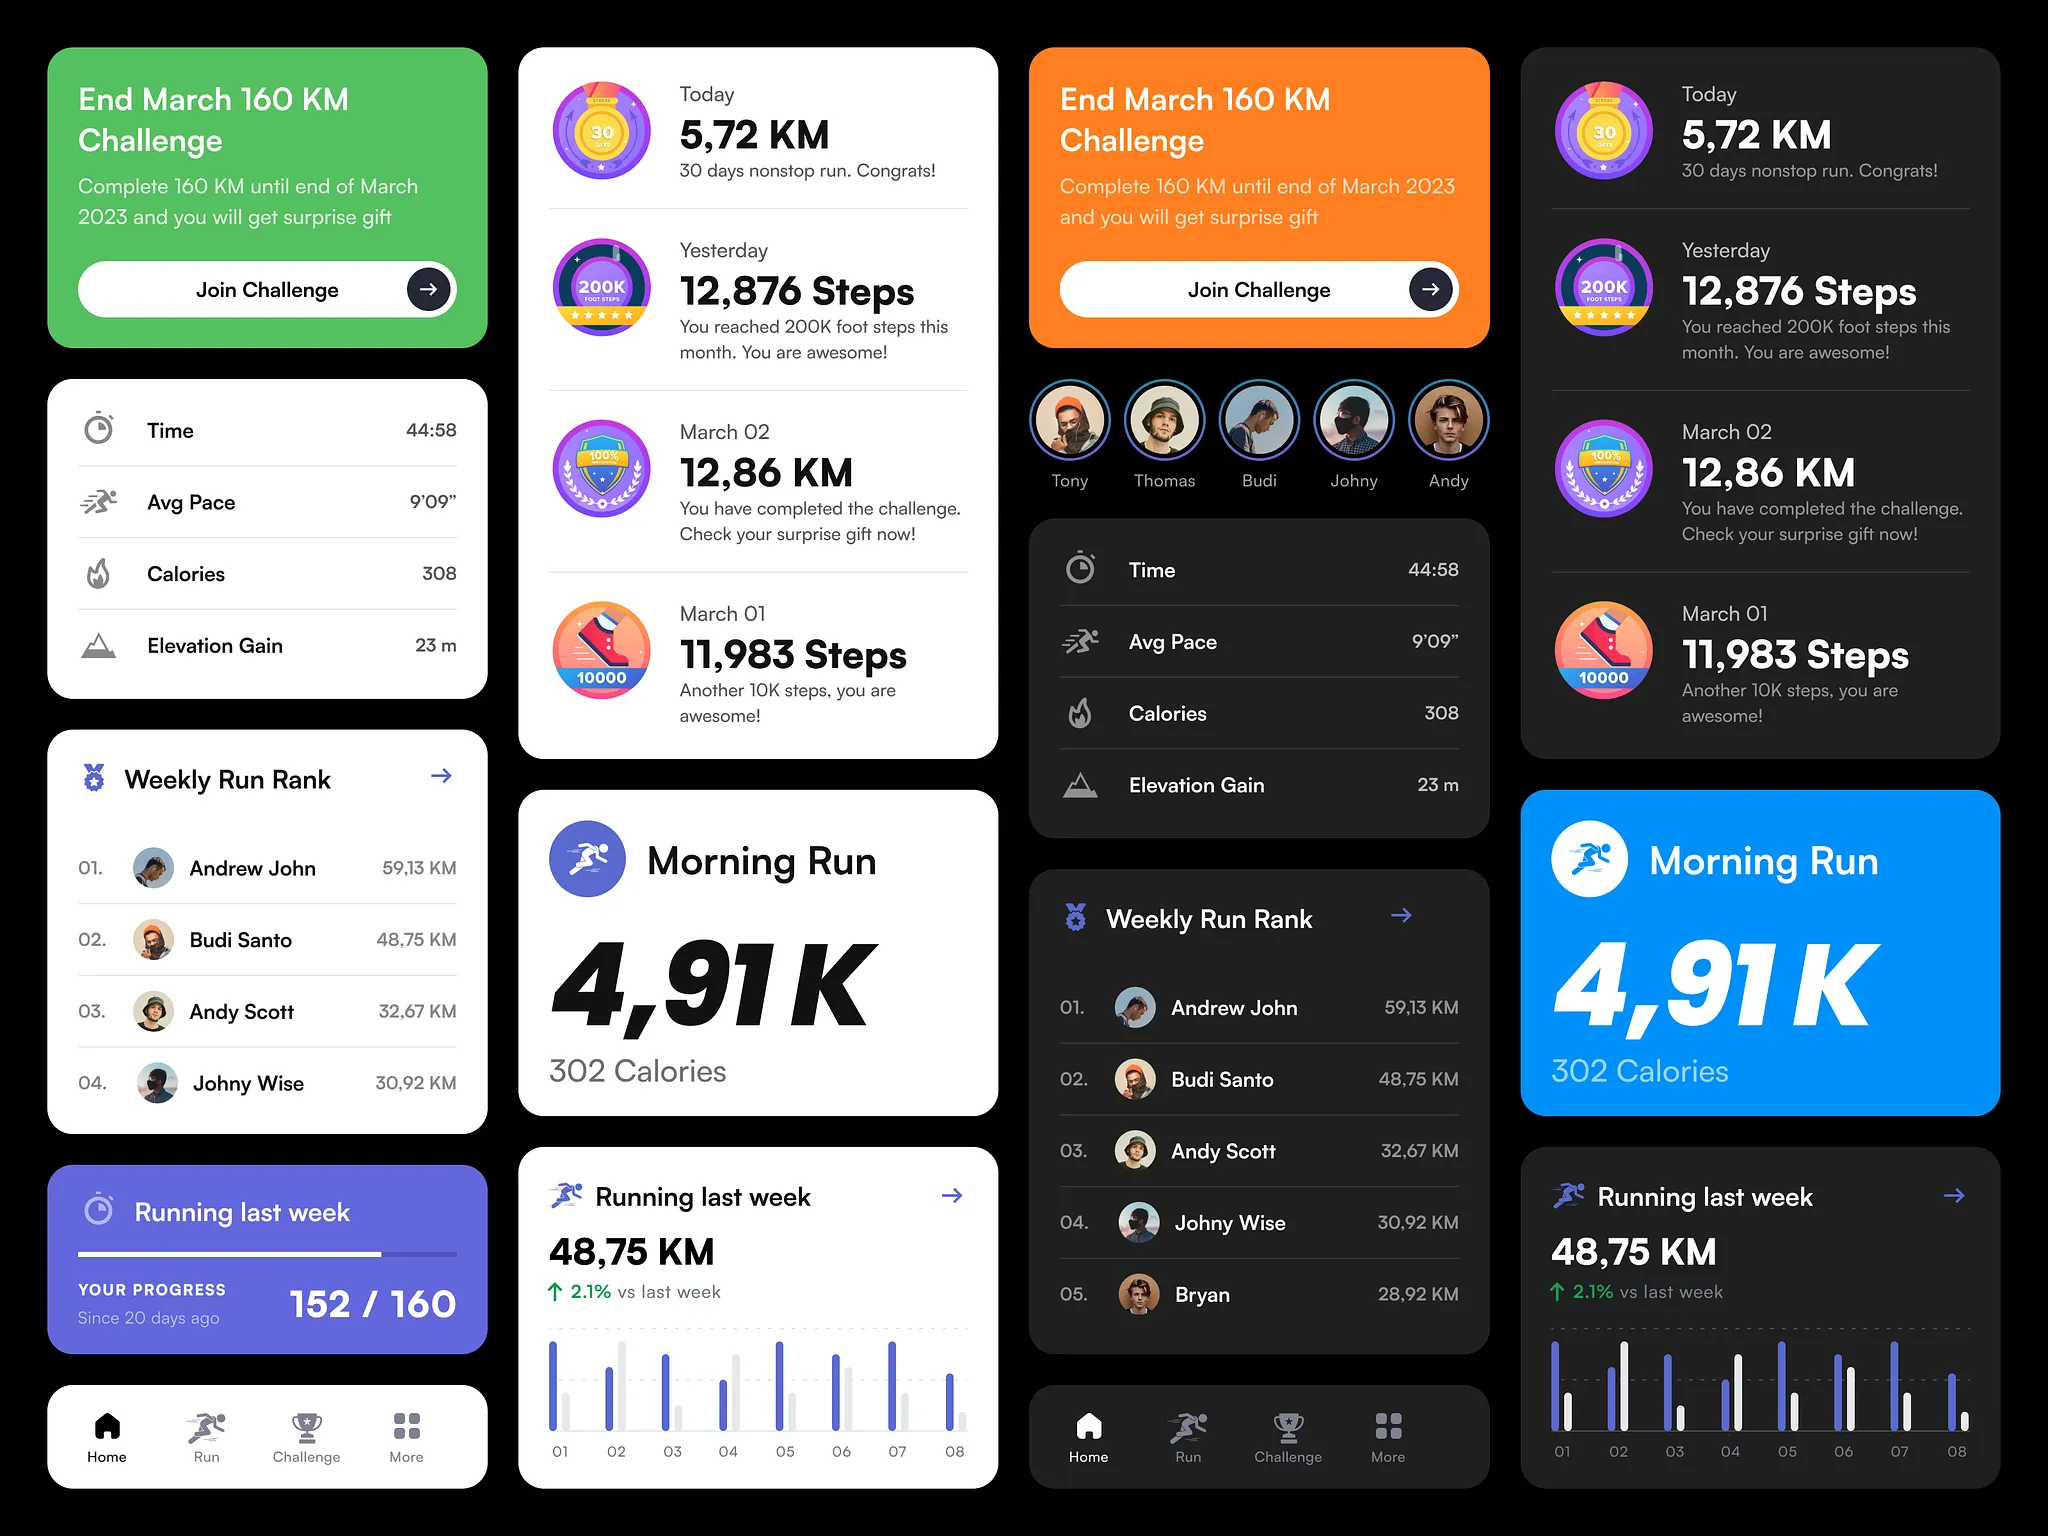 End March 160 KM
Challenge
Complete 160 KM until end of March
2023 and you will get surprise gift
Join Challenge
Time
44:58
Avg Pace
9’09”
Calories
308
Elevation Gain
23 m
Weekly Run Rank
01.
Andrew John
59,13 KM
02.
Budi Santo
48,75 KM
03.
Andy Scott
32,67 KM
04.
Johny Wise
30,92 KM
Running last week
YOUR PROGRESS
Since 20 days ago
152 / 160
Home
Run
Challenge
More
STREAK
30
DAYS
Today
5,72 KM
30 days nonstop run. Congrats!
200K
FOOT STEPS
Yesterday
12,876 Steps
You reached 200K foot steps this
month. You are awesome!
100%
March 02
12,86 KM
You have completed the challenge.
Check your surprise gift now!
10000
March 01
11,983 Steps
Another 10K steps, you are
awesome!
Morning Run
4,91 K
302 Calories
Running last week
48,75 KM
2.1% vs last week
01 02 03 04 05 06 07 08
End March 160 KM
Challenge
Complete 160 KM until end of March 2023
and you will get surprise gift
Join Challenge
Tony
Thomas
Budi
Johny
Andy
Time
44:58
Avg Pace
9’09”
Calories
308
Elevation Gain
23 m
Weekly Run Rank
01.
Andrew John
59,13 KM
02.
Budi Santo
48,75 KM
03.
Andy Scott
32,67 KM
04.
Johny Wise
30,92 KM
05.
Bryan
28,92 KM
Home
Run
Challenge
More
STREAK
30
DAYS
Today
5,72 KM
30 days nonstop run. Congrats!
200K
FOOT STEPS
Yesterday
12,876 Steps
You reached 200K foot steps this
month. You are awesome!
100%
March 02
12,86 KM
You have completed the challenge.
Check your surprise gift now!
10000
March 01
11,983 Steps
Another 10K steps, you are
awesome!
Morning Run
4,91 K
302 Calories
Running last week
48,75 KM
2.1% vs last week
01 02 03 04 05 06 07 08